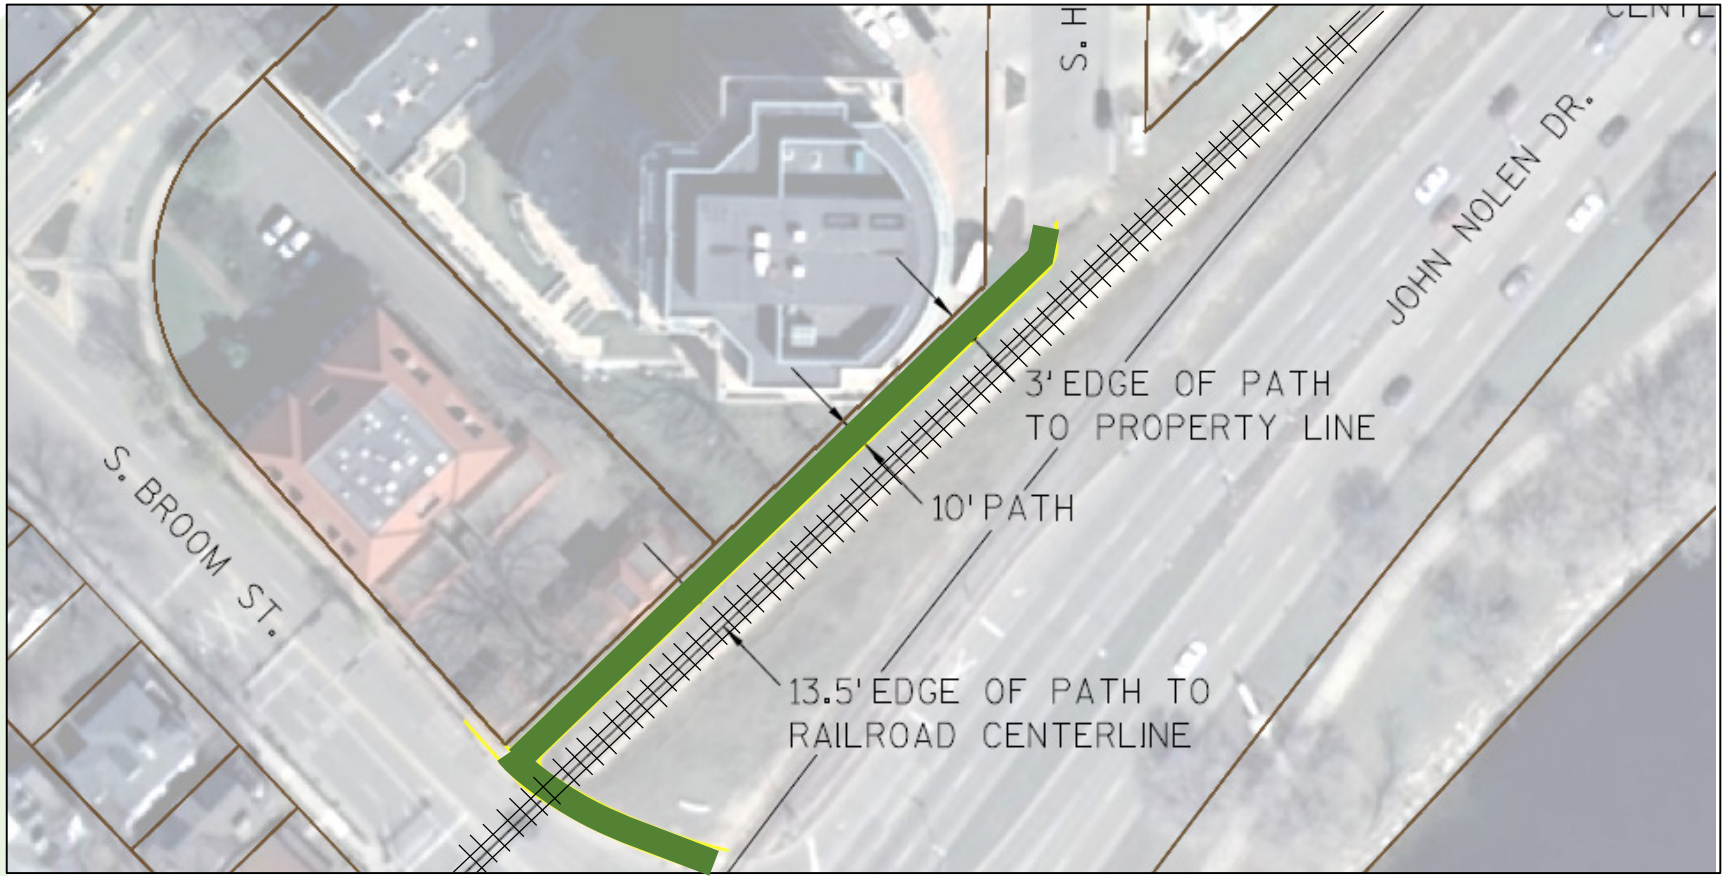 CENTE
S. H
JOHN NOLEN DR.
3' EDGE OF PATH
TO PROPERTY LINE
10' PATH
S. BROOM ST.
13.5' EDGE OF PATH TO
RAILROAD CENTERLINE